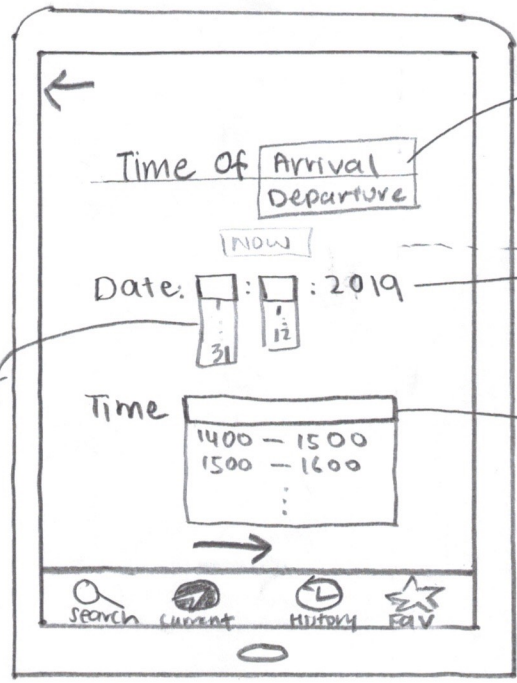 Time Of Arrival
Departure
NOW
Date: : : 2019
1 1
31 12
Time
1400 - 1500
1500 - 1600
Search Current History Fav